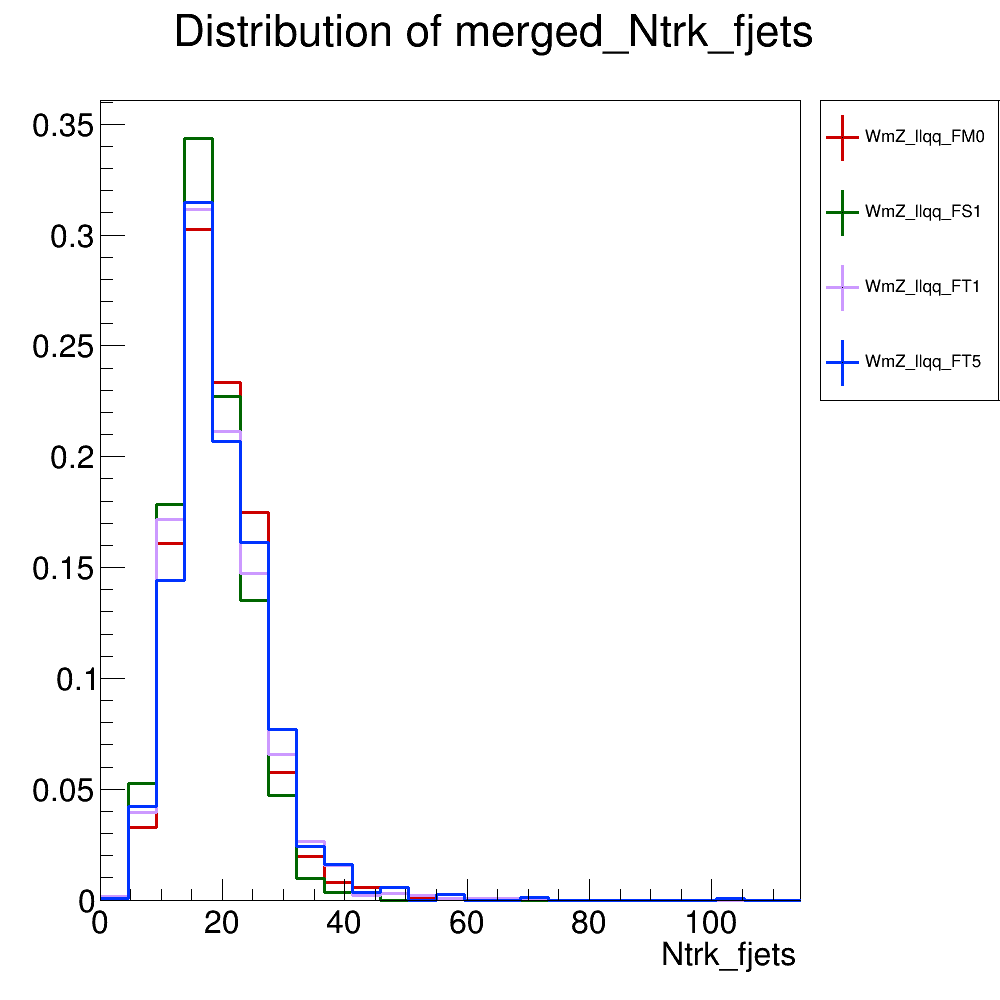 Distribution of merged_Ntrk_fjets
0.35
0.3
0.25
0.2
0.15
0.1
0.05
0
0 20 40 60 80 100
Ntrk_fjets
WmZ_llqq_FM0
WmZ_llqq_FS1
WmZ_llqq_FT1
WmZ_llqq_FT5